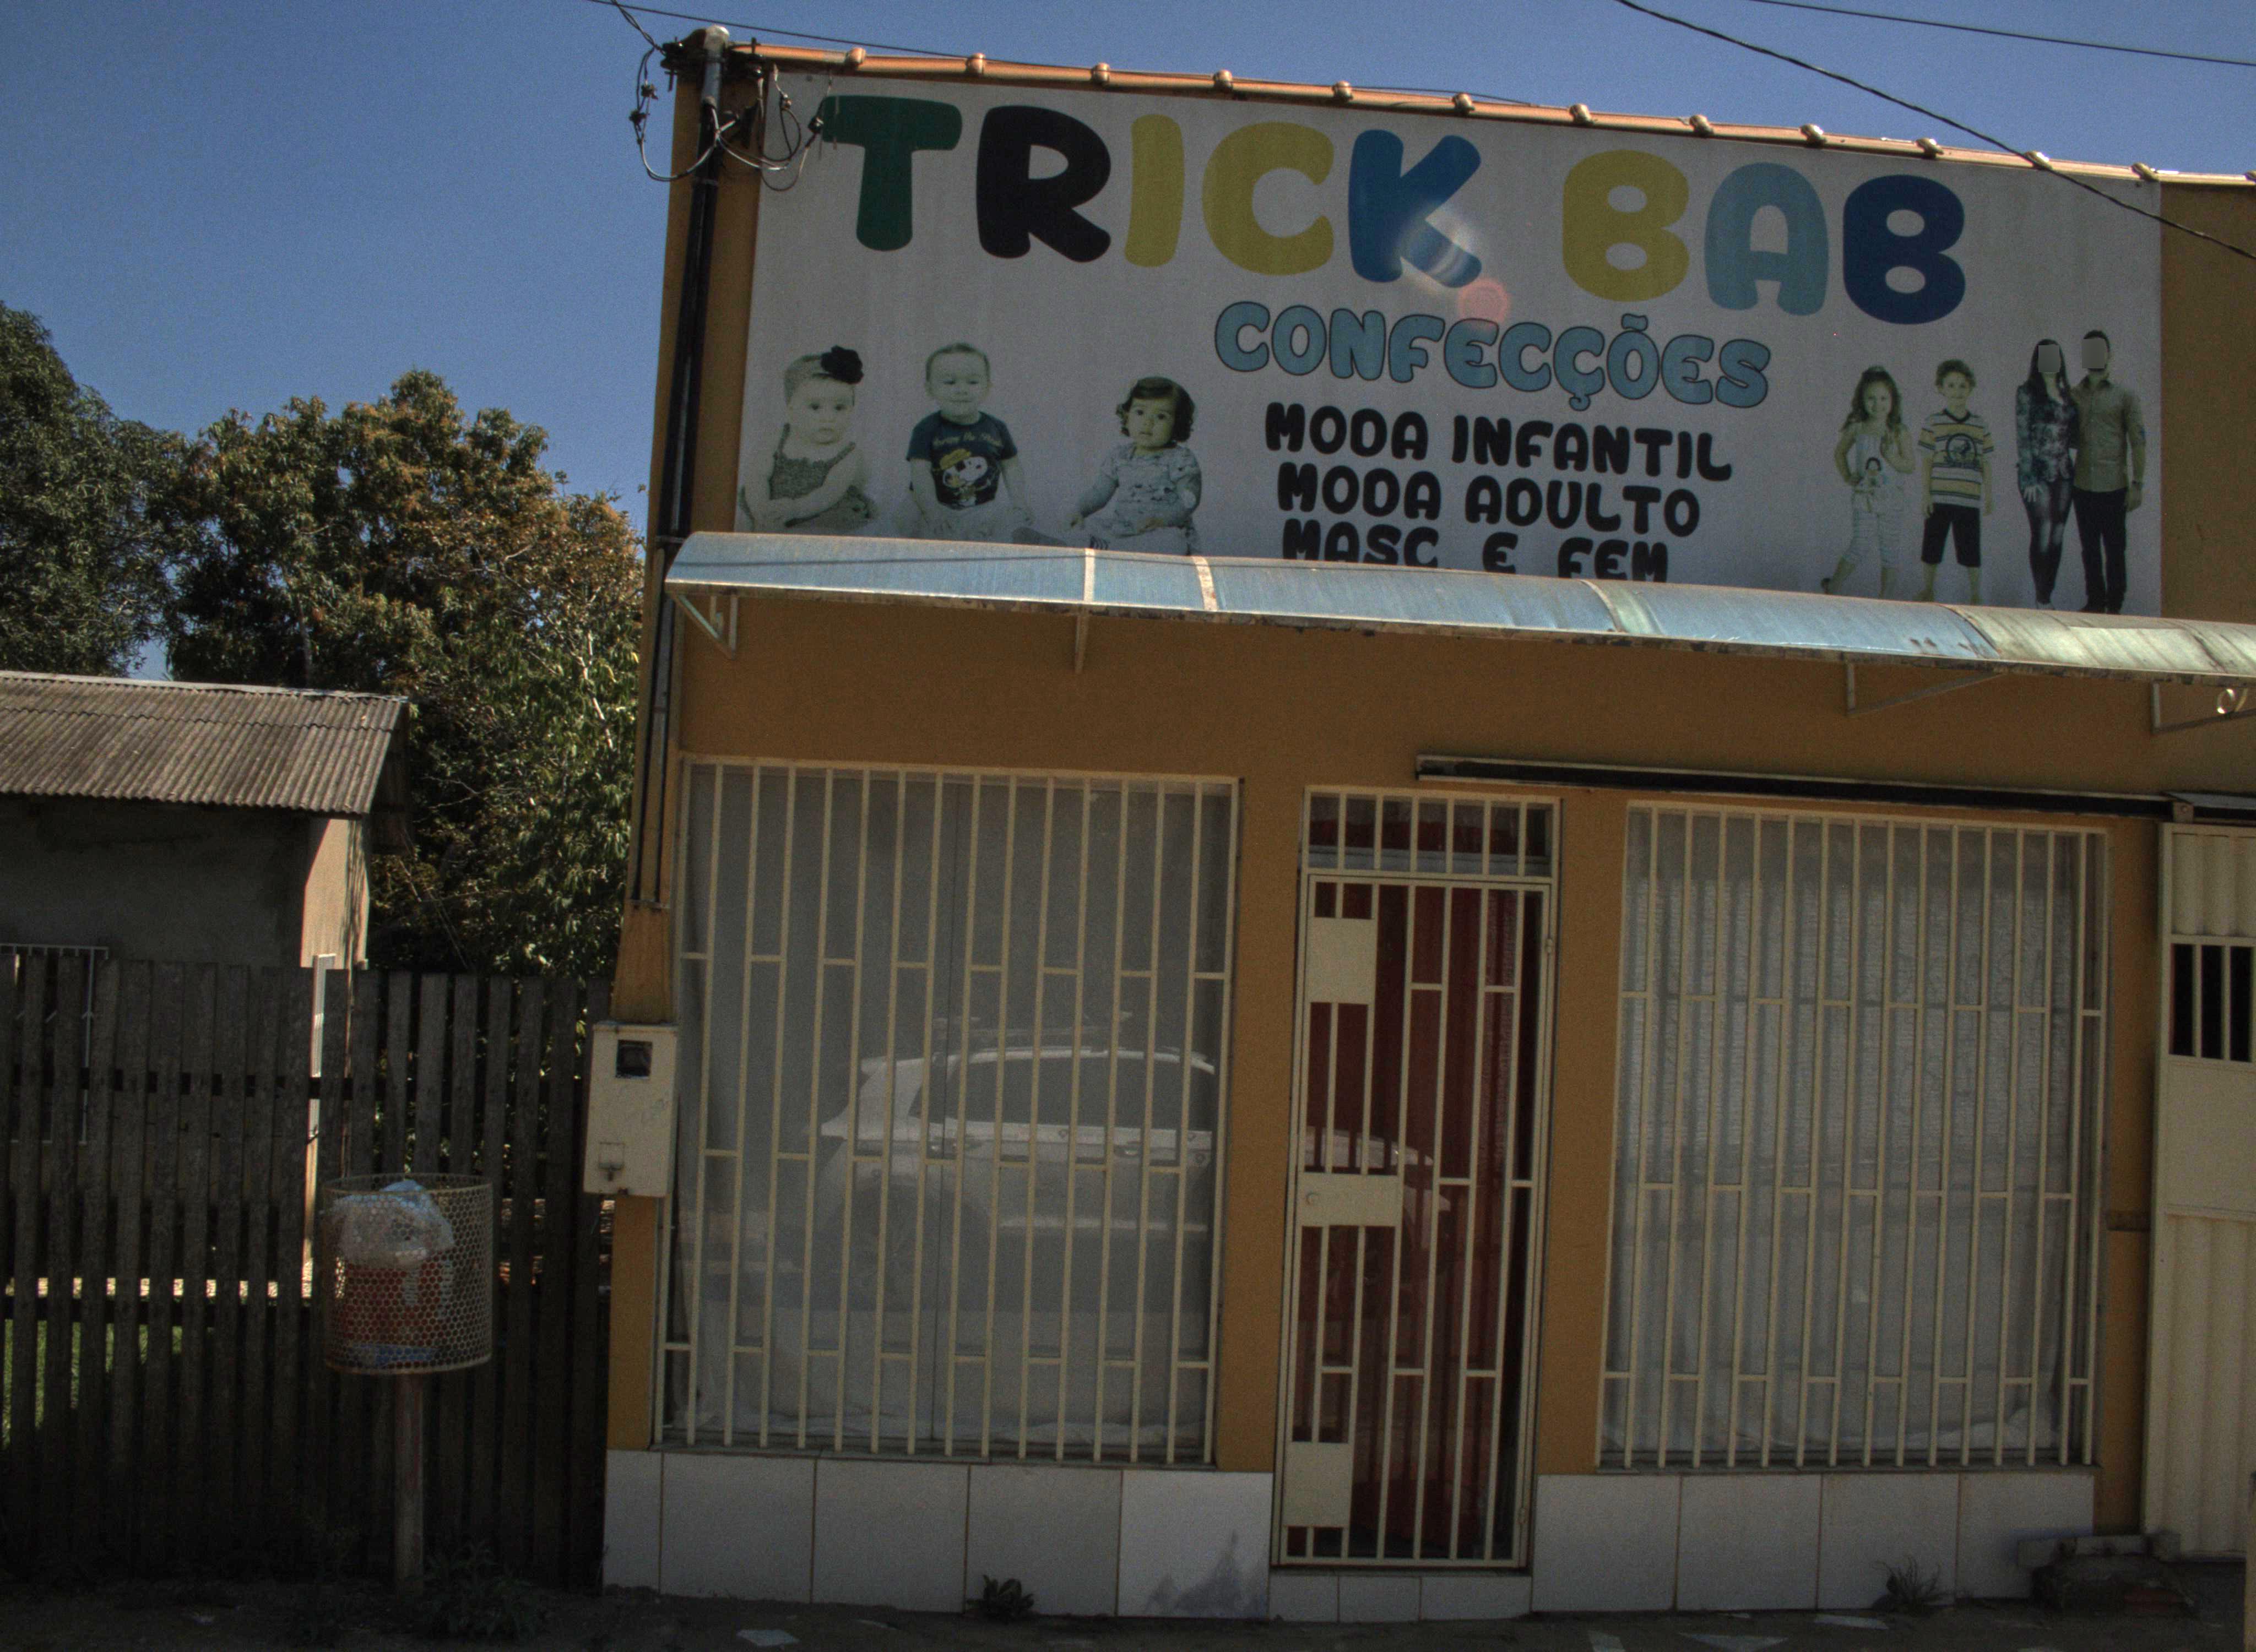 TRICK BAB
CONFECÇÕES
MODA INFANTIL
MODA ADULTO
MASC E FEM